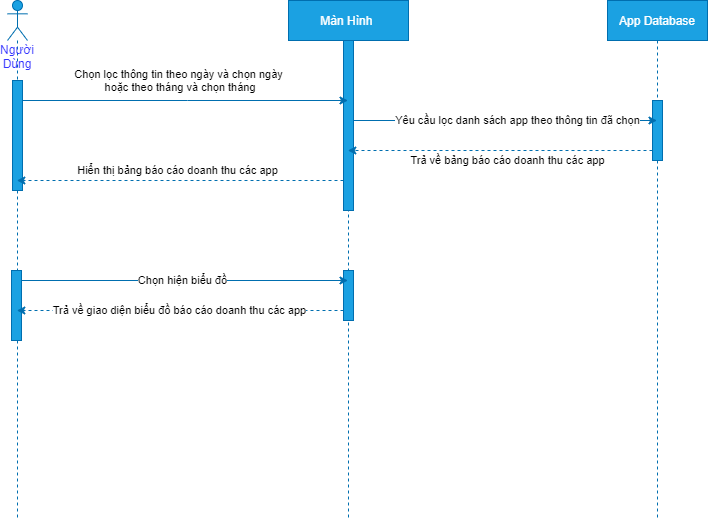 Người
Dùng
Màn Hình
App Database
Chọn lọc thông tin theo ngày và chọn ngày
hoặc theo tháng và chọn tháng
Yêu cầu lọc danh sách app theo thông tin đã chọn
Trả về bảng báo cáo doanh thu các app
Hiển thị bảng báo cáo doanh thu các app
Chọn hiện biểu đồ
Trả về giao diện biểu đồ báo cáo doanh thu các app